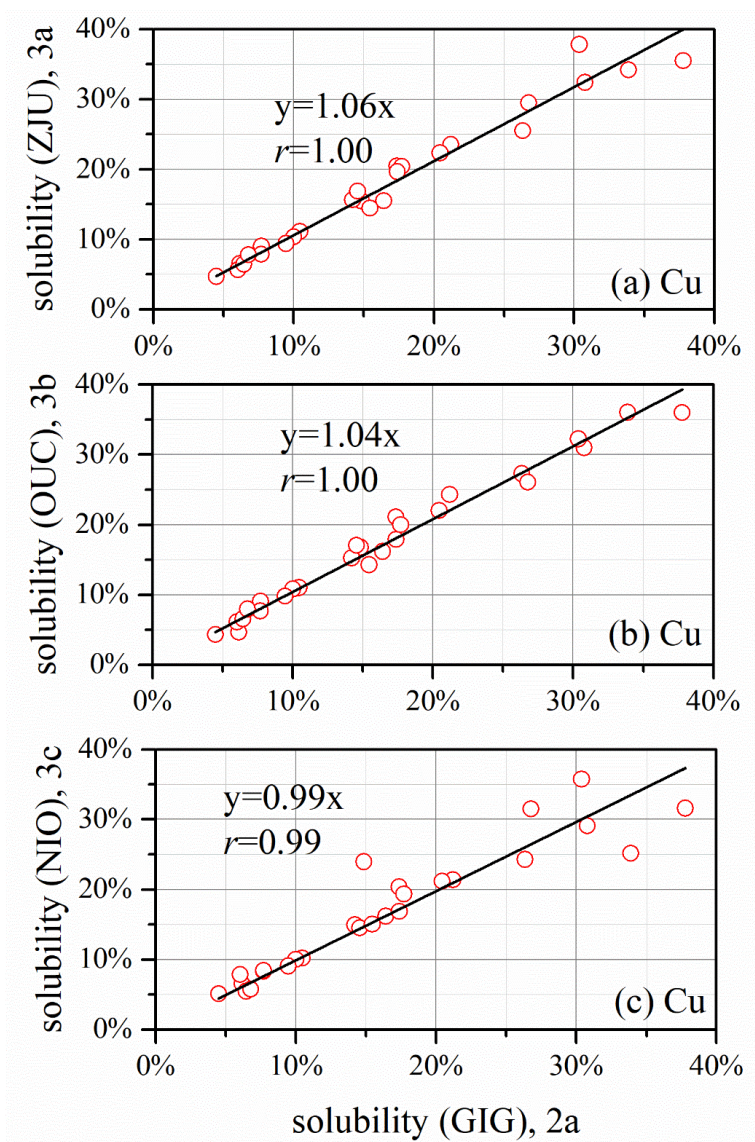 40%
30%
20%
10%
0%
solubility (ZJU), 3a
y=1.06x
r=1.00
(a) Cu
0% 10% 20% 30% 40%
40%
30%
20%
10%
0%
solubility (OUC), 3b
y=1.04x
r=1.00
(b) Cu
0% 10% 20% 30% 40%
40%
30%
20%
10%
0%
solubility (NIO), 3c
y=0.99x
r=0.99
(c) Cu
0% 10% 20% 30% 40%
solubility (GIG), 2a